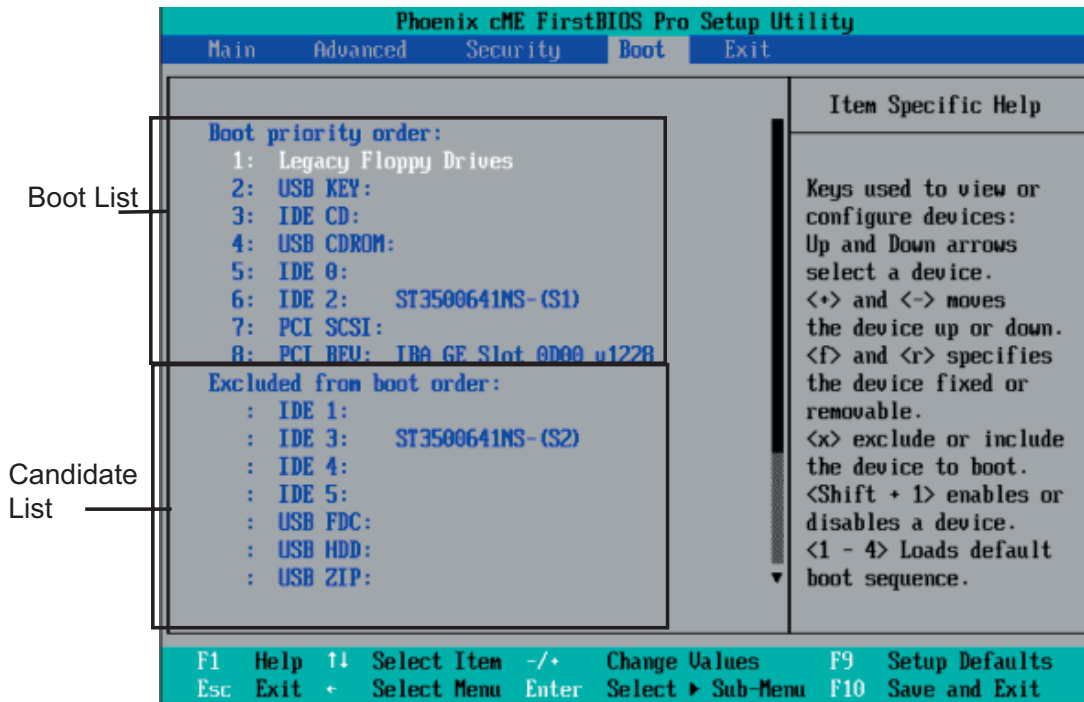 Phoenix cME FirstBIOS Pro Setup Utility
Main Advanced Security Boot Exit
Item Specific Help
Boot List
Boot priority order:
1: Legacy Floppy Drives
2: USB KEY:
3: IDE CD:
4: USB CDROM:
5: IDE 0:
6: IDE 2: ST3500641NS-(S1)
7: PCI SCSI:
8: PCI BEV: IBA GE Slot 0D00 v1228
Candidate
List
Excluded from boot order:
: IDE 1:
: IDE 3: ST3500641NS-(S2)
: IDE 4:
: IDE 5:
: USB FDC:
: USB HDD:
: USB ZIP:
Keys used to view or
configure devices:
Up and Down arrows
select a device.
<+> and <-> moves
the device up or down.
<f> and <r> specifies
the device fixed or
removable.
<x> exclude or include
the device to boot.
<Shift + 1> enables or
disables a device.
<1 - 4> Loads default
boot sequence.
F1 Help ↑↓ Select Item -/+ Change Values F9 Setup Defaults
Esc Exit ← Select Menu Enter Select ▶ Sub-Menu F10 Save and Exit